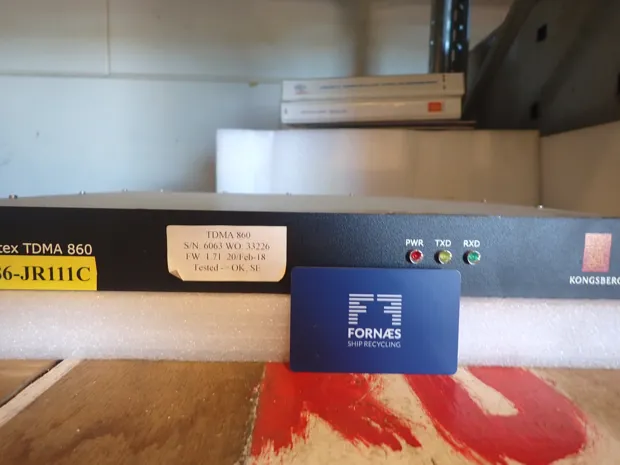 tex TDMA 860
86-JR111C
TDMA 860
S/N. 6063 WO: 33226
FW 1.71 20/Feb-18
Tested -- OK SE
PWR TXD RXD
KONGSBERG
FORNÆS
SHIP RECYCLING